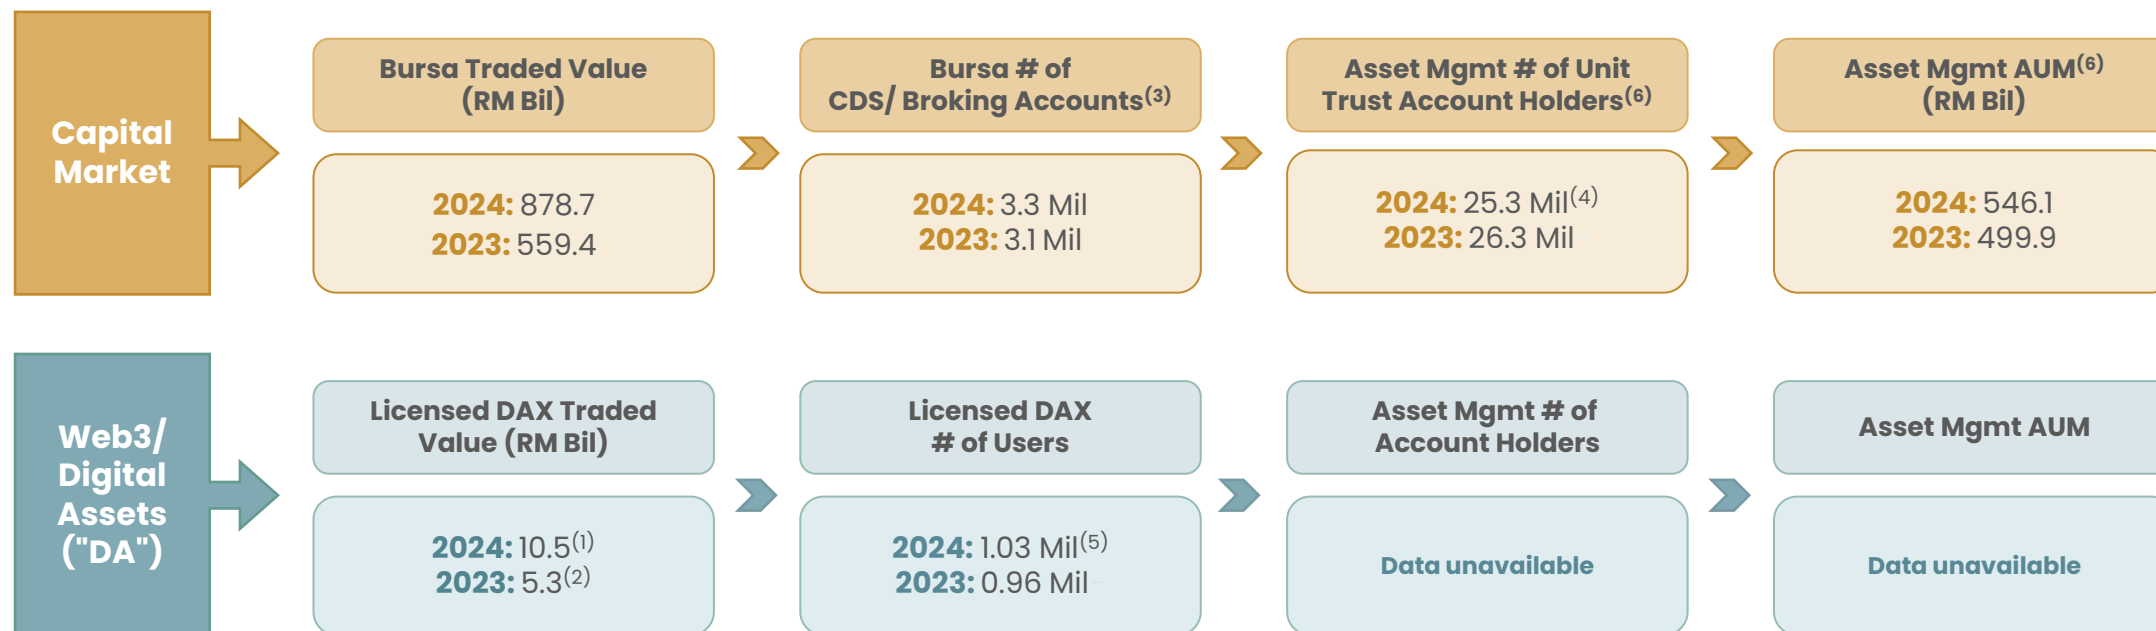 Capital
Market
Bursa Traded Value
(RM Bil)
2024: 878.7
2023: 559.4
Bursa # of
CDS/ Broking Accounts(3)
2024: 3.3 Mil
2023: 3.1 Mil
Asset Mgmt # of Unit
Trust Account Holders(6)
2024: 25.3 Mil(4)
2023: 26.3 Mil
Asset Mgmt AUM(6)
(RM Bil)
2024: 546.1
2023: 499.9
Web3/
Digital
Assets
("DA")
Licensed DAX Traded
Value (RM Bil)
2024: 10.5(1)
2023: 5.3(2)
Licensed DAX
# of Users
2024: 1.03 Mil(5)
2023: 0.96 Mil
Asset Mgmt # of
Account Holders
Data unavailable
Asset Mgmt AUM
Data unavailable